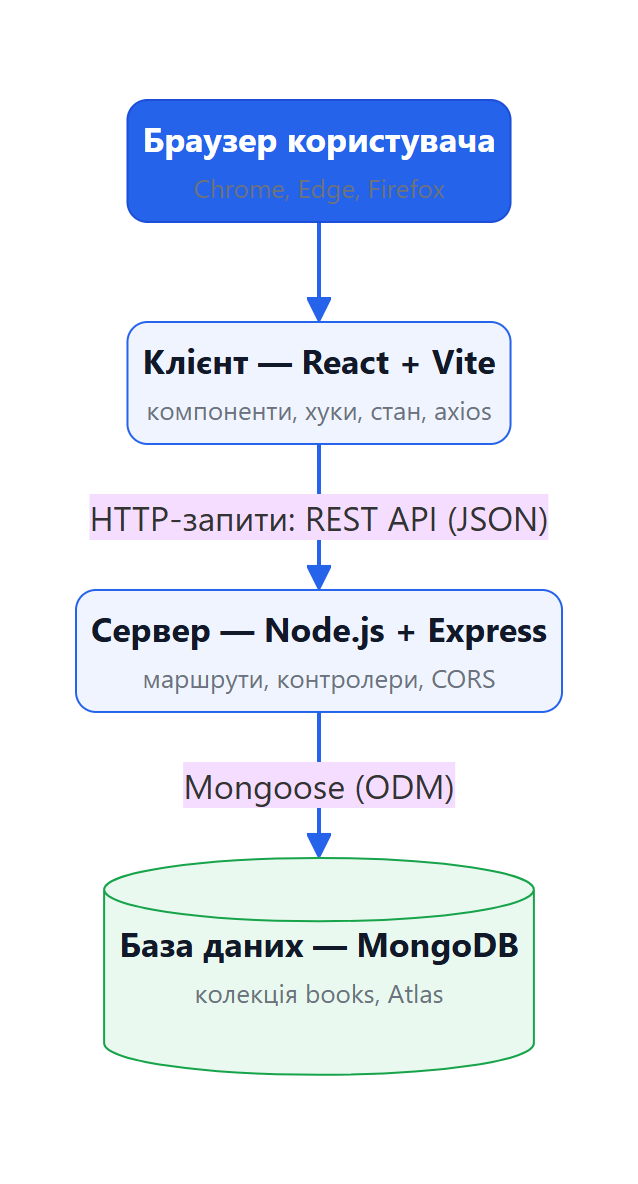 Браузер користувача
Chrome, Edge, Firefox
Клієнт — React + Vite
компоненти, хуки, стан, axios
HTTP-запити: REST API (JSON)
Сервер — Node.js + Express
маршрути, контролери, CORS
Mongoose (ODM)
База даних — MongoDB
колекція books, Atlas